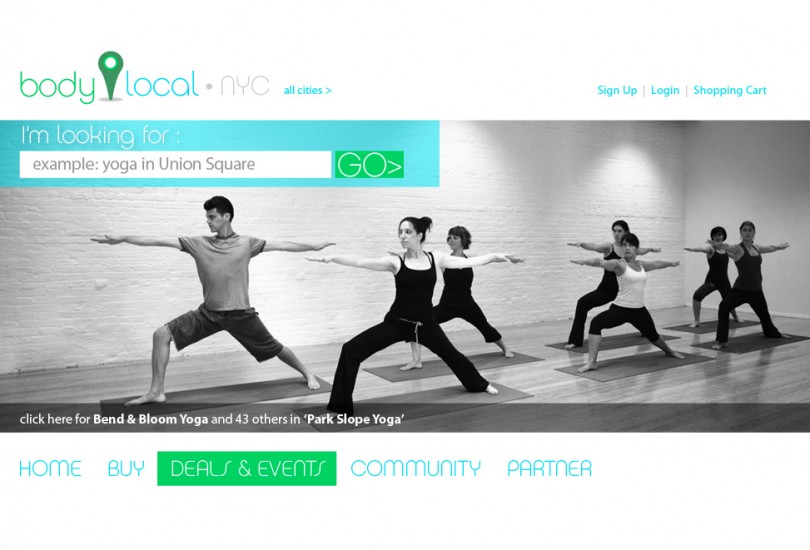 body local • NYC all cities >
Sign Up | Login | Shopping Cart
I'm looking for :
example: yoga in Union Square GO>
click here for Bend & Bloom Yoga and 43 others in ‘Park Slope Yoga’
HOME BUY DEALS & EVENTS COMMUNITY PARTNER